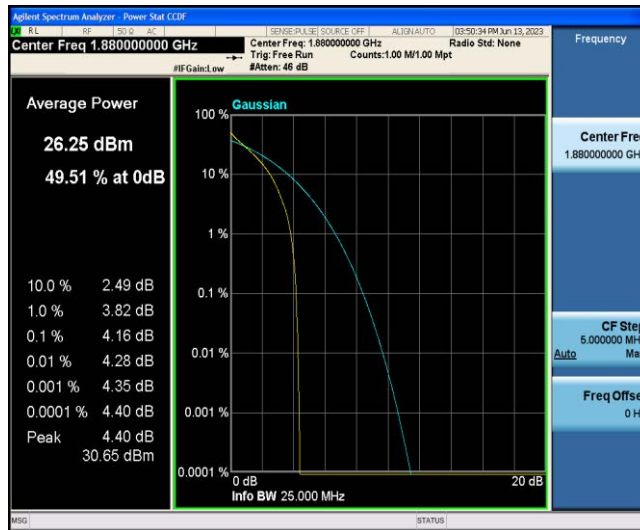 Agilent Spectrum Analyzer - Power Stat CCDF
RL RF 50 Ω AC SENSE:PULSE SOURCE OFF ALIGNAUTO 03:50:34 PM Jun 13, 2023
Center Freq 1.880000000 GHz
Center Freq: 1.880000000 GHz Radio Std: None
Trig: Free Run Counts:1.00 M/1.00 Mpt
#IFGain:Low #Atten: 46 dB
Frequency
Average Power
26.25 dBm
49.51 % at 0dB
10.0 % 2.49 dB
1.0 % 3.82 dB
0.1 % 4.16 dB
0.01 % 4.28 dB
0.001 % 4.35 dB
0.0001 % 4.40 dB
Peak 4.40 dB
30.65 dBm
Gaussian
100 %
10 %
1 %
0.1 %
0.01 %
0.001 %
0.0001 %
0 dB 20 dB
Info BW 25.000 MHz
Center Fre
1.880000000 GH
CF Ste
5.000000 MH
Auto Ma
Freq Offse
0 H
MSG STATUS